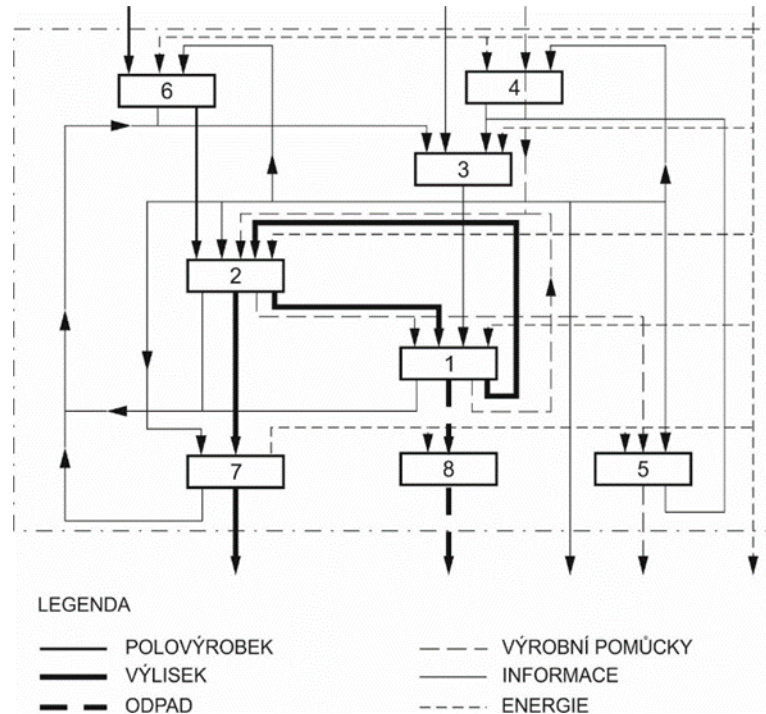 6
4
3
2
1
7
8
5
LEGENDA
POLOVÝROBEK
VÝROBNÍ POMŮCKY
VÝLISEK
INFORMACE
ODPAD
ENERGIE